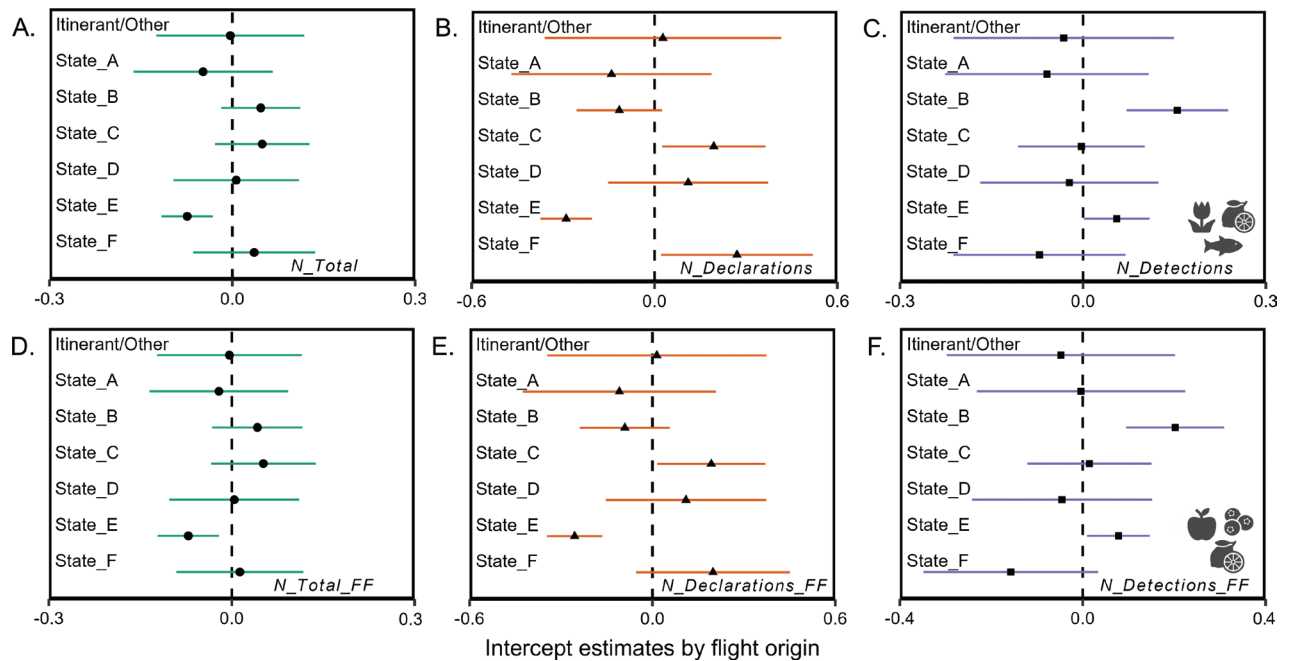 A.
Itinerant/Other
State_A
State_B
State_C
State_D
State_E
State_F
N_Total
-0.3 0.0 0.3
B.
Itinerant/Other
State_A
State_B
State_C
State_D
State_E
State_F
N_Declarations
-0.6 0.0 0.6
C.
Itinerant/Other
State_A
State_B
State_C
State_D
State_E
State_F
N_Detections
-0.3 0.0 0.3
D.
Itinerant/Other
State_A
State_B
State_C
State_D
State_E
State_F
N_Total_FF
-0.3 0.0 0.3
E.
Itinerant/Other
State_A
State_B
State_C
State_D
State_E
State_F
N_Declarations_FF
-0.6 0.0 0.6
F.
Itinerant/Other
State_A
State_B
State_C
State_D
State_E
State_F
N_Detections_FF
-0.4 0.0 0.4
Intercept estimates by flight origin